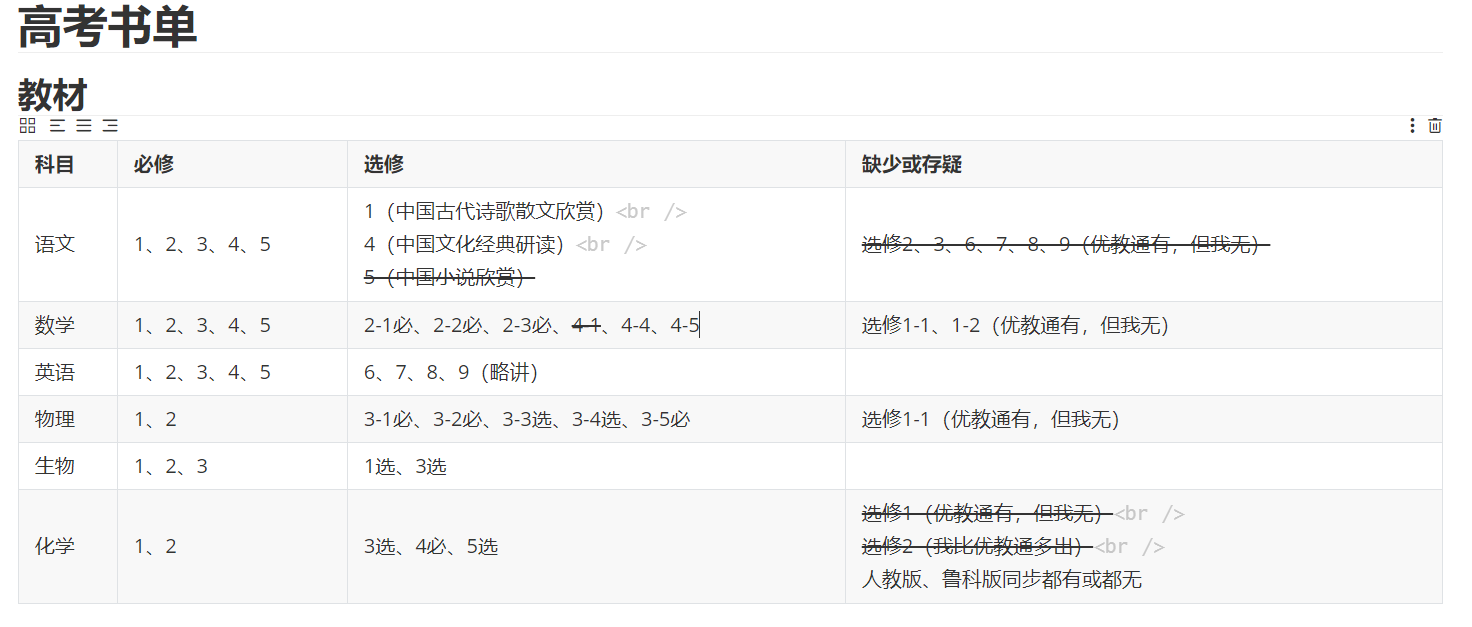 高考书单
教材
科目 必修 选修 缺少或存疑
1（中国古代诗歌散文欣赏）<br />
语文 1、2、3、4、5 4（中国文化经典研读）<br /> 选修2、3、6、7、8、9（优教通有，但我无）
5（中国小说欣赏）
数学 1、2、3、4、5 2-1必、2-2必、2-3必、4-1、4-4、4-5 选修1-1、1-2（优教通有，但我无）
英语 1、2、3、4、5 6、7、8、9（略讲）
物理 1、2 3-1必、3-2必、3-3选、3-4选、3-5必 选修1-1（优教通有，但我无）
生物 1、2、3 1选、3选
选修1（优教通有，但我无）<br />
化学 1、2 3选、4必、5选 选修2（我比优教通多出）<br />
人教版、鲁科版同步都有或都无